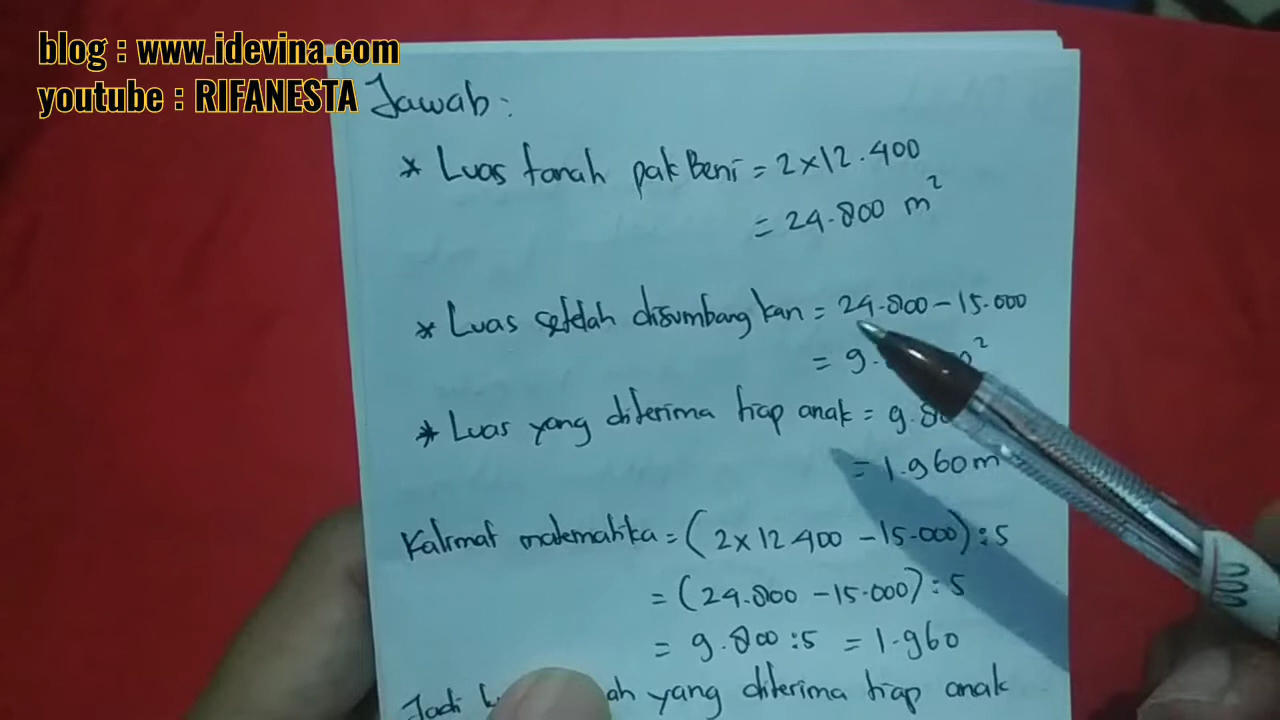 blog : www.idevina.com
youtube : RIFANESTA
Jawab :
* Luas tanah pak Beni = 2 x 12.400
= 24.800 m²
* Luas setelah disumbangkan = 24.800 - 15.000
= 9. m²
* Luas yang diterima tiap anak = 9.80
= 1.960 m
Kalimat matematika = (2 x 12.400 - 15.000) : 5
= (24.800 - 15.000) : 5
= 9.800 : 5 = 1.960
Jadi yang diterima tiap anak